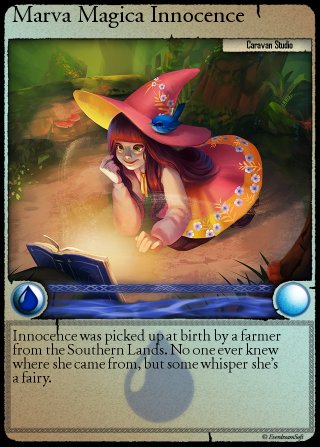 Marva Magica Innocence
Caravan Studio
Innocence was picked up at birth by a farmer
from the Southern Lands. No one ever knew
where she came from, but some whisper she's
a fairy.
© EverdreamSoft